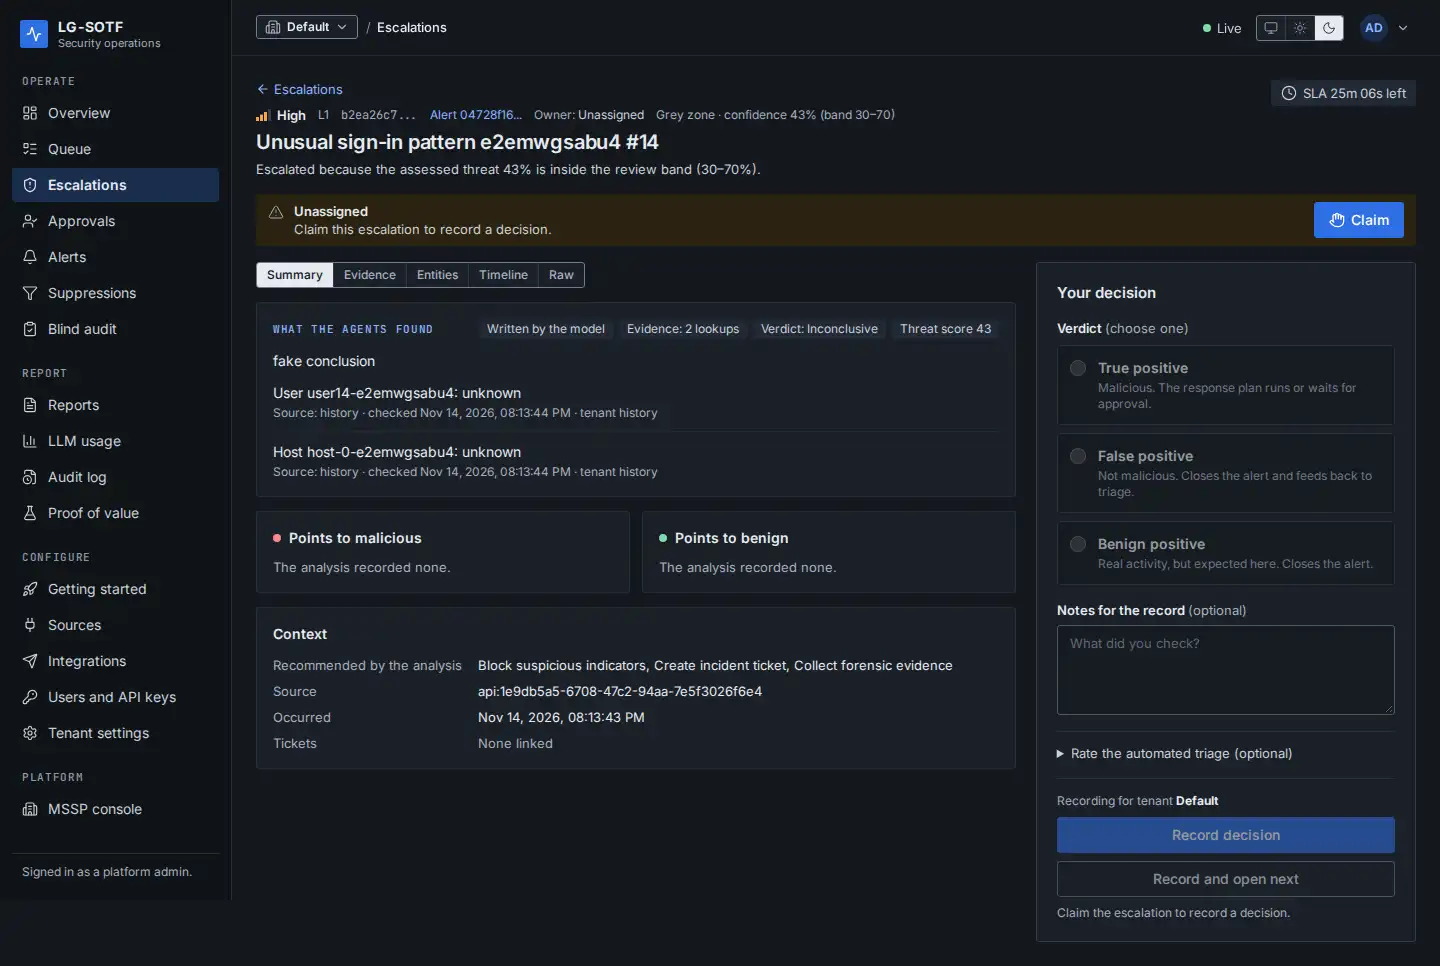 LG-SOTF
Security operations
OPERATE
Overview
Queue
Escalations
Approvals
Alerts
Suppressions
Blind audit
REPORT
Reports
LLM usage
Audit log
Proof of value
CONFIGURE
Getting started
Sources
Integrations
Users and API keys
Tenant settings
PLATFORM
MSSP console
Signed in as a platform admin.
Default / Escalations
Live
AD
← Escalations
SLA 25m 06s left
High L1 b2ea26c7... Alert 04728f16... Owner: Unassigned Grey zone · confidence 43% (band 30–70)
Unusual sign-in pattern e2emwgsabu4 #14
Escalated because the assessed threat 43% is inside the review band (30–70%).
Unassigned
Claim this escalation to record a decision.
Claim
Summary Evidence Entities Timeline Raw
WHAT THE AGENTS FOUND Written by the model Evidence: 2 lookups Verdict: Inconclusive Threat score 43
fake conclusion
User user14-e2emwgsabu4: unknown
Source: history · checked Nov 14, 2026, 08:13:44 PM · tenant history
Host host-0-e2emwgsabu4: unknown
Source: history · checked Nov 14, 2026, 08:13:44 PM · tenant history
Points to malicious
The analysis recorded none.
Points to benign
The analysis recorded none.
Context
Recommended by the analysis Block suspicious indicators, Create incident ticket, Collect forensic evidence
Source api:1e9db5a5-6708-47c2-94aa-7e5f3026f6e4
Occurred Nov 14, 2026, 08:13:43 PM
Tickets None linked
Your decision
Verdict (choose one)
True positive
Malicious. The response plan runs or waits for
approval.
False positive
Not malicious. Closes the alert and feeds back to
triage.
Benign positive
Real activity, but expected here. Closes the alert.
Notes for the record (optional)
What did you check?
Rate the automated triage (optional)
Recording for tenant Default
Record decision
Record and open next
Claim the escalation to record a decision.